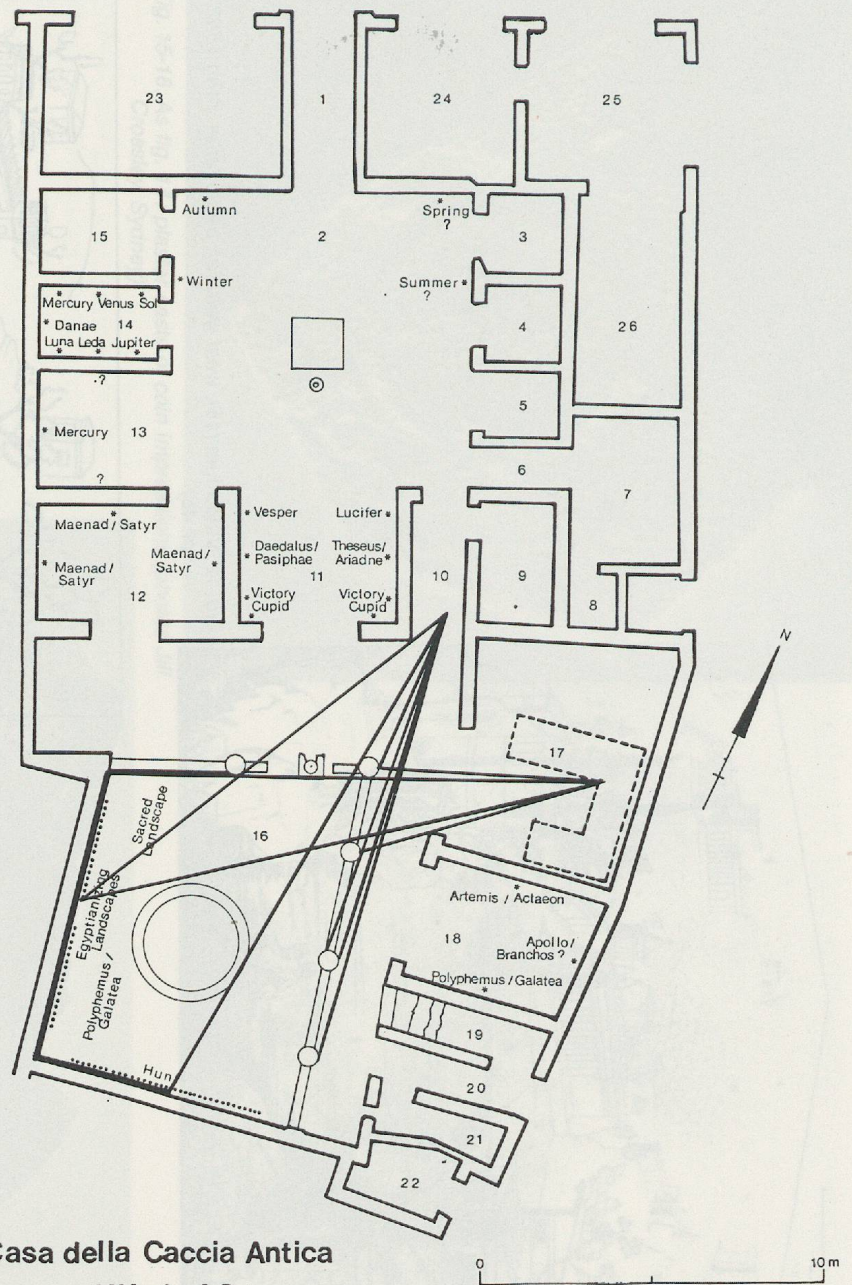 23
1
24
25
Autumn
Spring
?
15
2
3
Winter
Summer
?
Mercury Venus Sol
Danae 14
Luna Leda Jupiter
4
26
?
5
Mercury 13
?
6
7
Maenad / Satyr
Vesper
Lucifer
Maenad /
Satyr
Maenad /
Satyr
Daedalus /
Pasiphae
Theseus/
Ariadne
11
10
9
8
12
Victory
Cupid
Victory
Cupid
N
17
Sacred
Landscape
16
Egyptianizing
Landscapes
Polyphemus /
Galatea
Artemis / Actaeon
18
Apollo/
Branchos ?
Polyphemus / Galatea
19
Hun
20
21
22
Casa della Caccia Antica
0
10 m